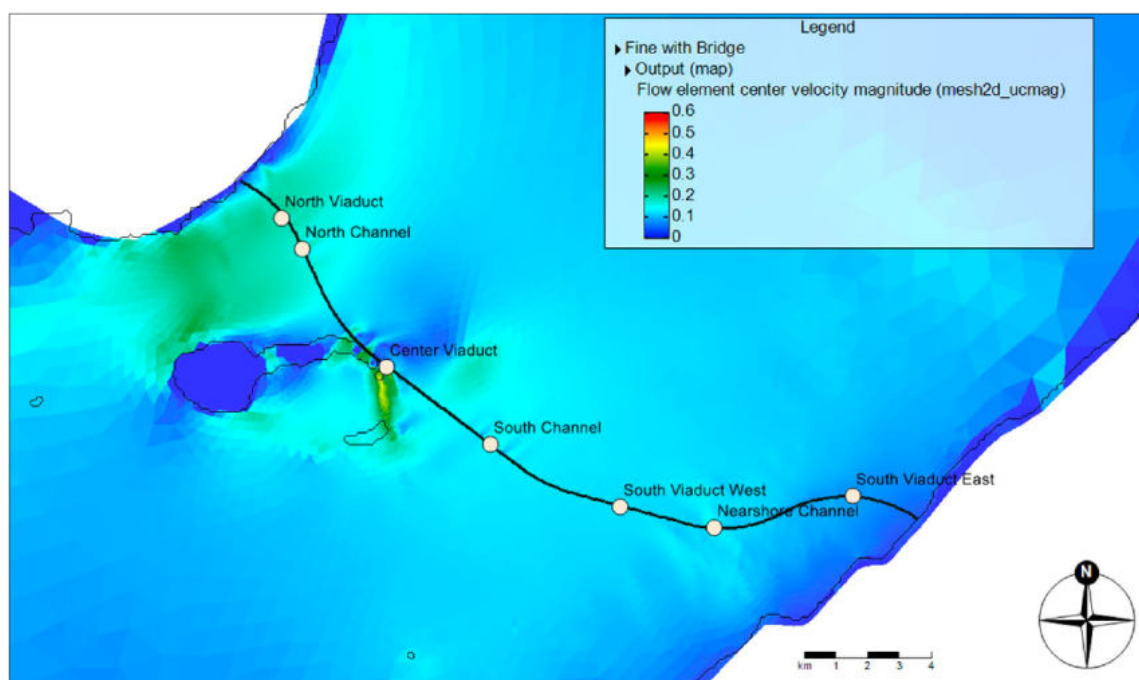 Legend
Fine with Bridge
Output (map)
Flow element center velocity magnitude (mesh2d_ucmag)
0.6
0.5
0.4
0.3
0.2
0.1
0
North Viaduct
North Channel
Center Viaduct
South Channel
South Viaduct West
South Viaduct East
Nearshore Channel
N
km 1 2 3 4